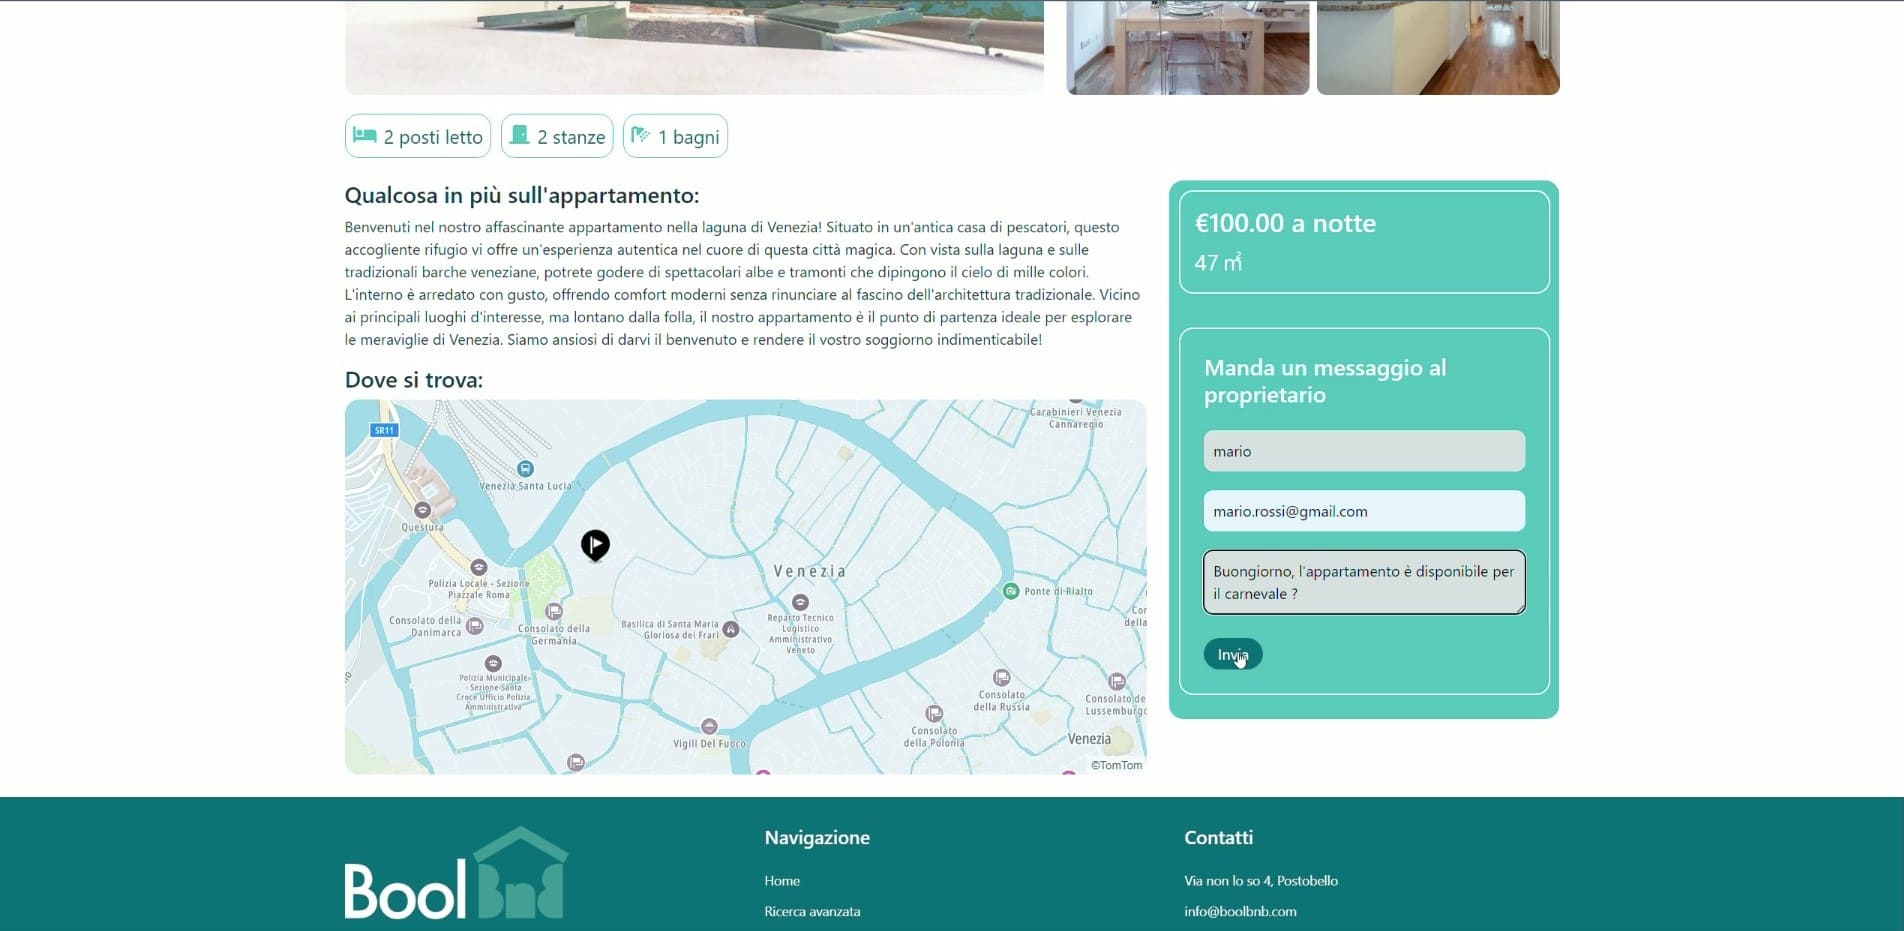 2 posti letto
2 stanze
1 bagni
Qualcosa in più sull'appartamento:
Benvenuti nel nostro affascinante appartamento nella laguna di Venezia! Situato in un'antica casa di pescatori, questo
accogliente rifugio vi offre un'esperienza autentica nel cuore di questa città magica. Con vista sulla laguna e sulle
tradizionali barche veneziane, potrete godere di spettacolari albe e tramonti che dipingono il cielo di mille colori.
L'interno è arredato con gusto, offrendo comfort moderni senza rinunciare al fascino dell'architettura tradizionale. Vicino
ai principali luoghi d'interesse, ma lontano dalla folla, il nostro appartamento è il punto di partenza ideale per esplorare
le meraviglie di Venezia. Siamo ansiosi di darvi il benvenuto e rendere il vostro soggiorno indimenticabile!
Dove si trova:
SR11
Carabinieri Venezia
Cannaregio
Venezia Santa Lucia
Questura
Polizia Locale - Sezione
Piazzale Roma
Consolato della
Danimarca
Consolato della
Germania
Basilica di Santa Maria
Gloriosa dei Frari
Venezia
Reparto Tecnico
Logistico
Amministrativo
Veneto
Ponte di Rialto
Polizia Municipale
- Sezione Santa
Croce Ufficio Polizia
Amministrativa
Vigili Del Fuoco
Consolato
della Russia
Consolato
della Polonia
Consolato de
Lussemburgo
Venezia
©TomTom
€100.00 a notte
47 ㎡
Manda un messaggio al
proprietario
mario
mario.rossi@gmail.com
Buongiorno, l'appartamento è disponibile per
il carnevale ?
Invia
Bool BnB
Navigazione
Home
Ricerca avanzata
Contatti
Via non lo so 4, Postobello
info@boolbnb.com